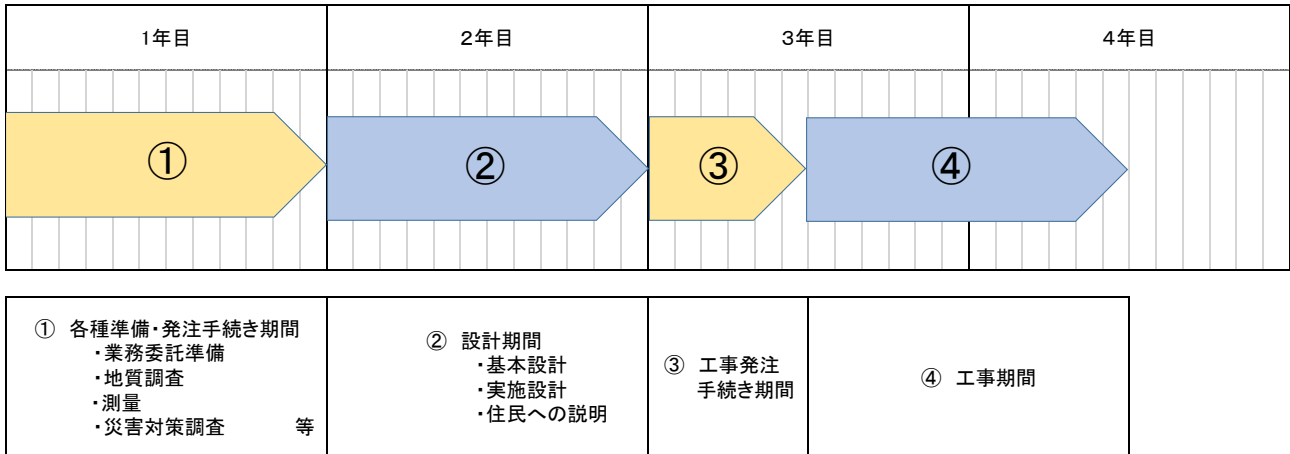 1年目
2年目
3年目
4年目
①
②
③
④
① 各種準備・発注手続き期間
・業務委託準備
・地質調査
・測量
・災害対策調査 等
② 設計期間
・基本設計
・実施設計
・住民への説明
③ 工事発注
手続き期間
④ 工事期間